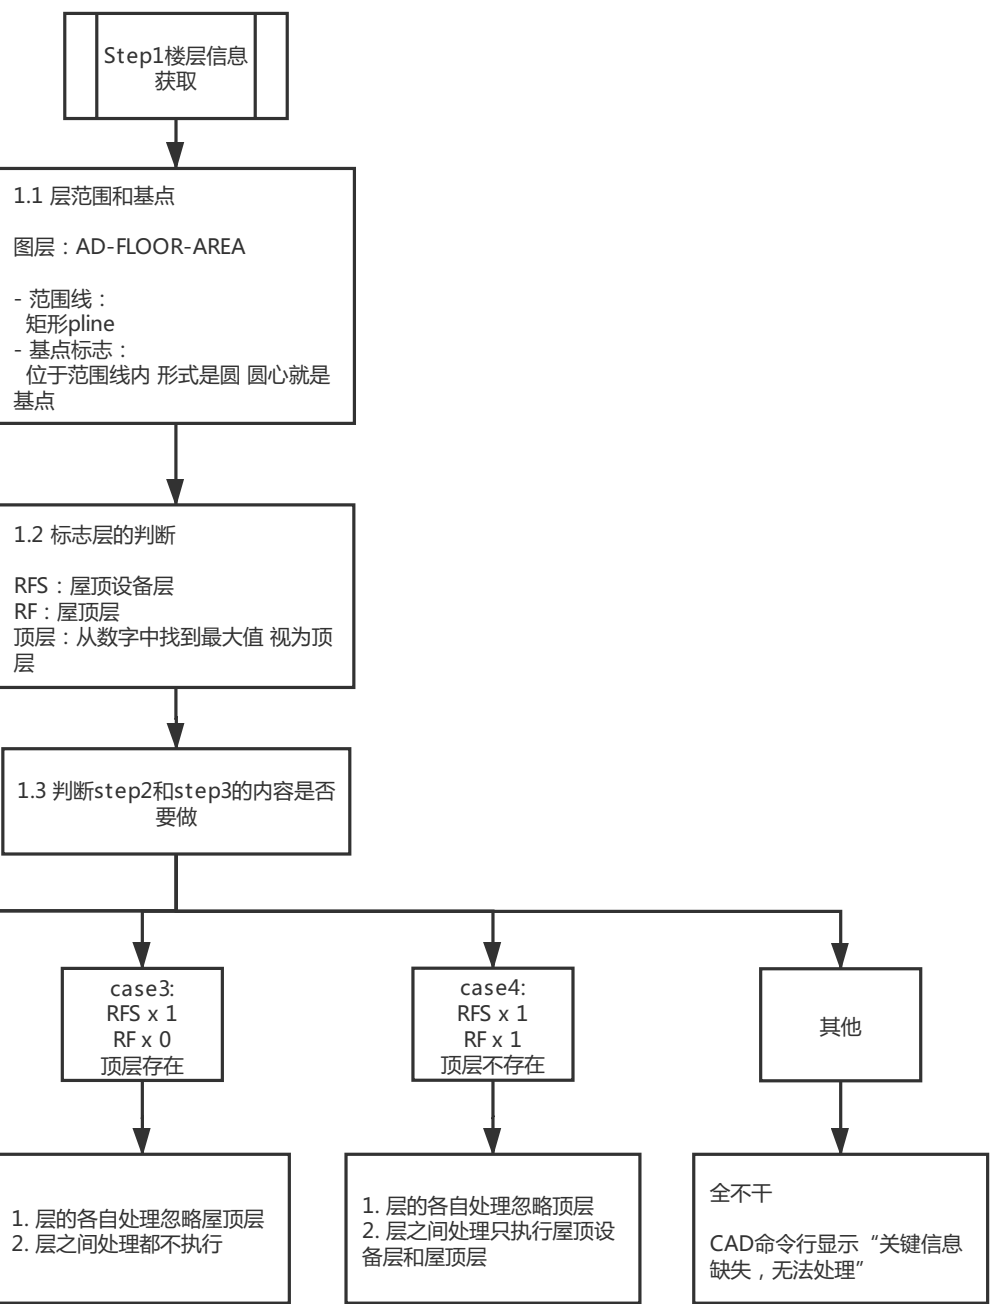 Step1楼层信息
获取
1.1 层范围和基点
图层：AD-FLOOR-AREA
- 范围线：
矩形pline
- 基点标志：
位于范围线内 形式是圆 圆心就是
基点
1.2 标志层的判断
RFS：屋顶设备层
RF：屋顶层
顶层：从数字中找到最大值 视为顶
层
1.3 判断step2和step3的内容是否
要做
case3:
RFS x 1
RF x 0
顶层存在
case4:
RFS x 1
RF x 1
顶层不存在
其他
1. 层的各自处理忽略屋顶层
2. 层之间处理都不执行
1. 层的各自处理忽略顶层
2. 层之间处理只执行屋顶设
备层和屋顶层
全不干
CAD命令行显示“关键信息
缺失，无法处理”